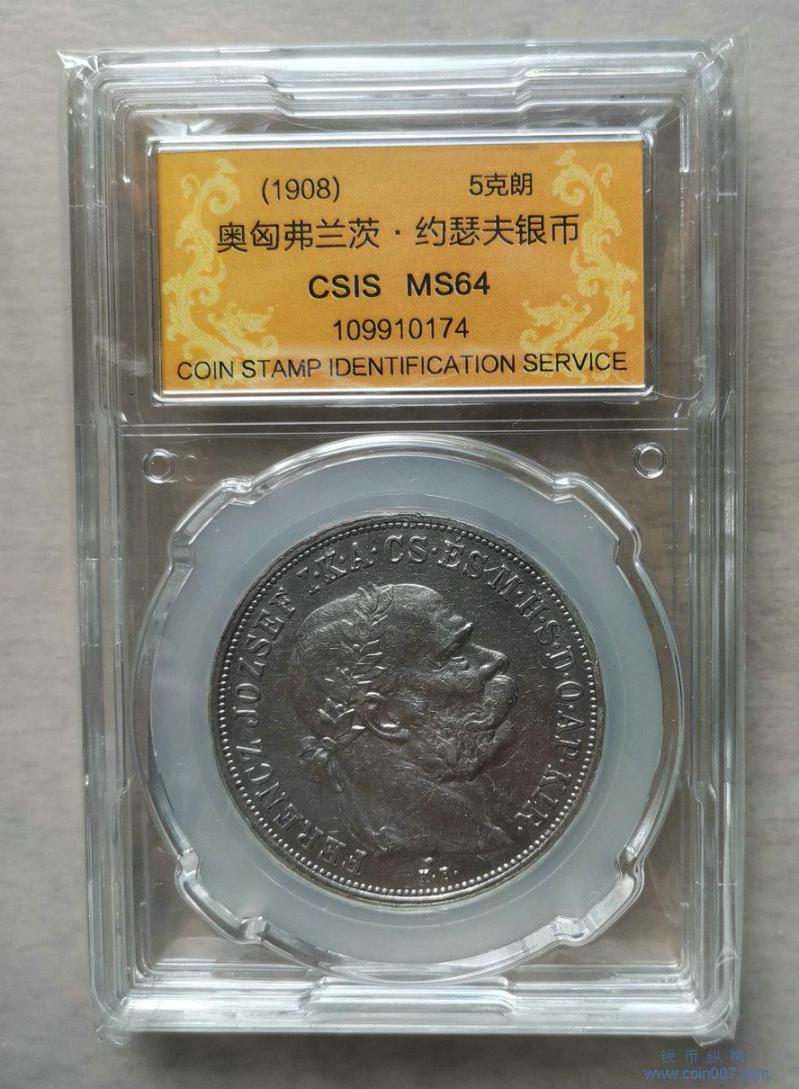 (1908) 5克朗
奥匈弗兰茨·约瑟夫银币
CSIS MS64
109910174
COIN STAMP IDENTIFICATION SERVICE
FERENCZ JÓZSEF I·K·A·CS·ÉS·M·H·S·D·O·AP·KIR·
K.B.
钱币纵横
www.coin007.com